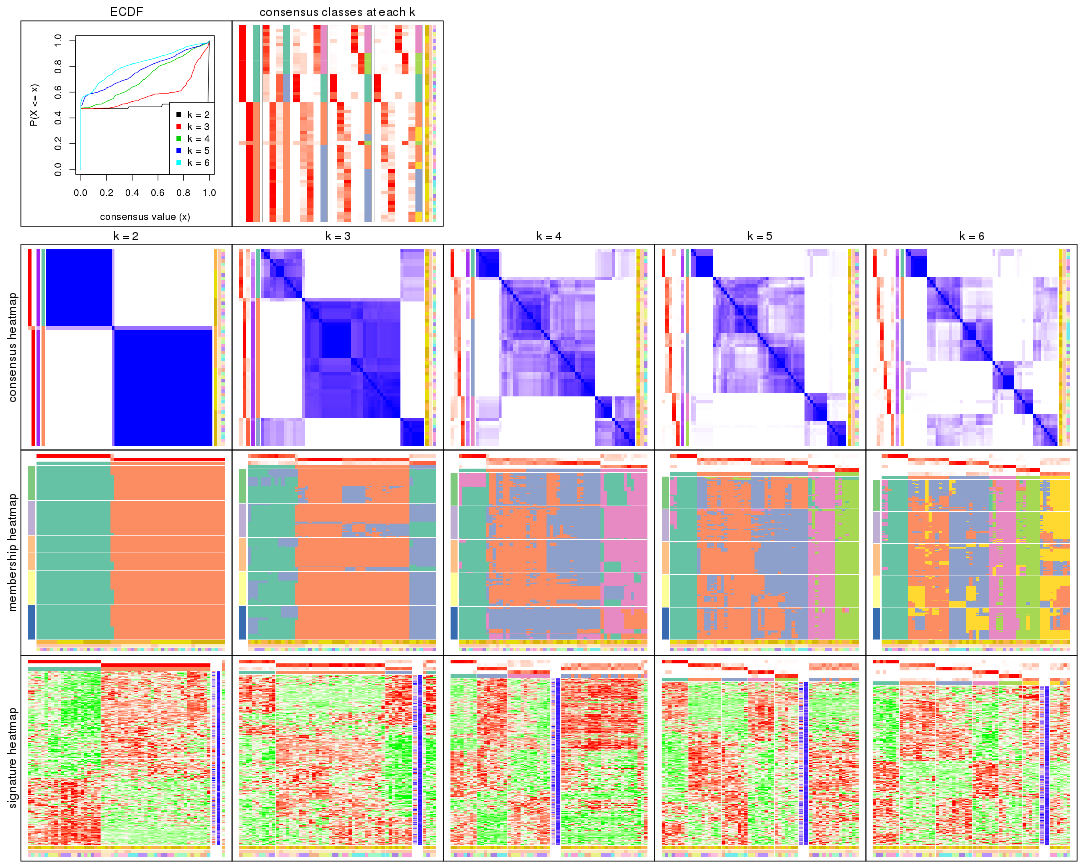 ECDF
consensus classes at each k
P(X <= x)
0.0 0.2 0.4 0.6 0.8 1.0
k = 2
k = 3
k = 4
k = 5
k = 6
0.0 0.2 0.4 0.6 0.8 1.0
consensus value (x)
k = 2
k = 3
k = 4
k = 5
k = 6
consensus heatmap
membership heatmap
signature heatmap